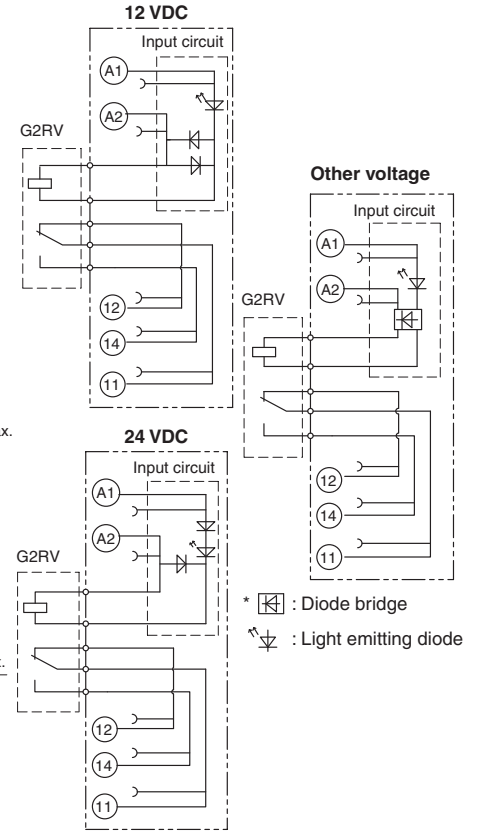 12 VDC
Input circuit
A1
A2
G2RV
12
14
11
Other voltage
Input circuit
A1
A2
G2RV
12
14
11
x.
24 VDC
Input circuit
A1
A2
G2RV
12
14
11
* : Diode bridge
: Light emitting diode